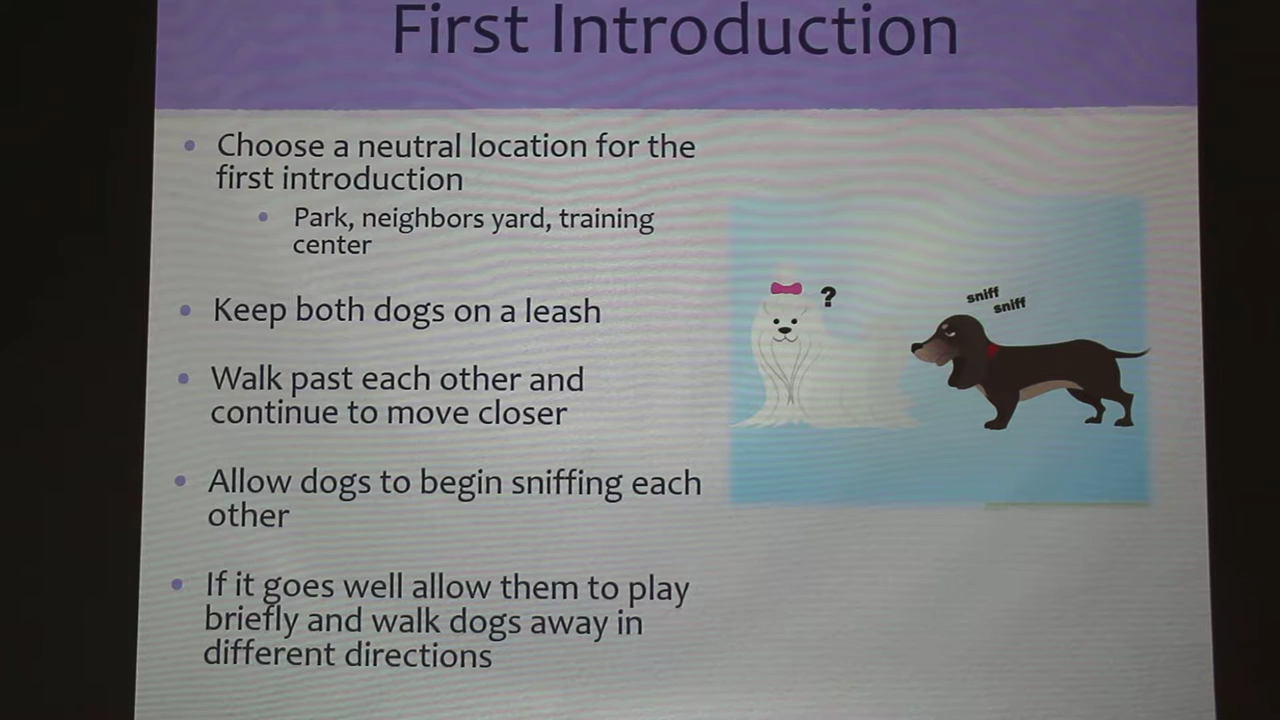 First Introduction
• Choose a neutral location for the
first introduction
• Park, neighbors yard, training
center
• Keep both dogs on a leash
• Walk past each other and
continue to move closer
• Allow dogs to begin sniffing each
other
• If it goes well allow them to play
briefly and walk dogs away in
different directions
?
sniff
sniff